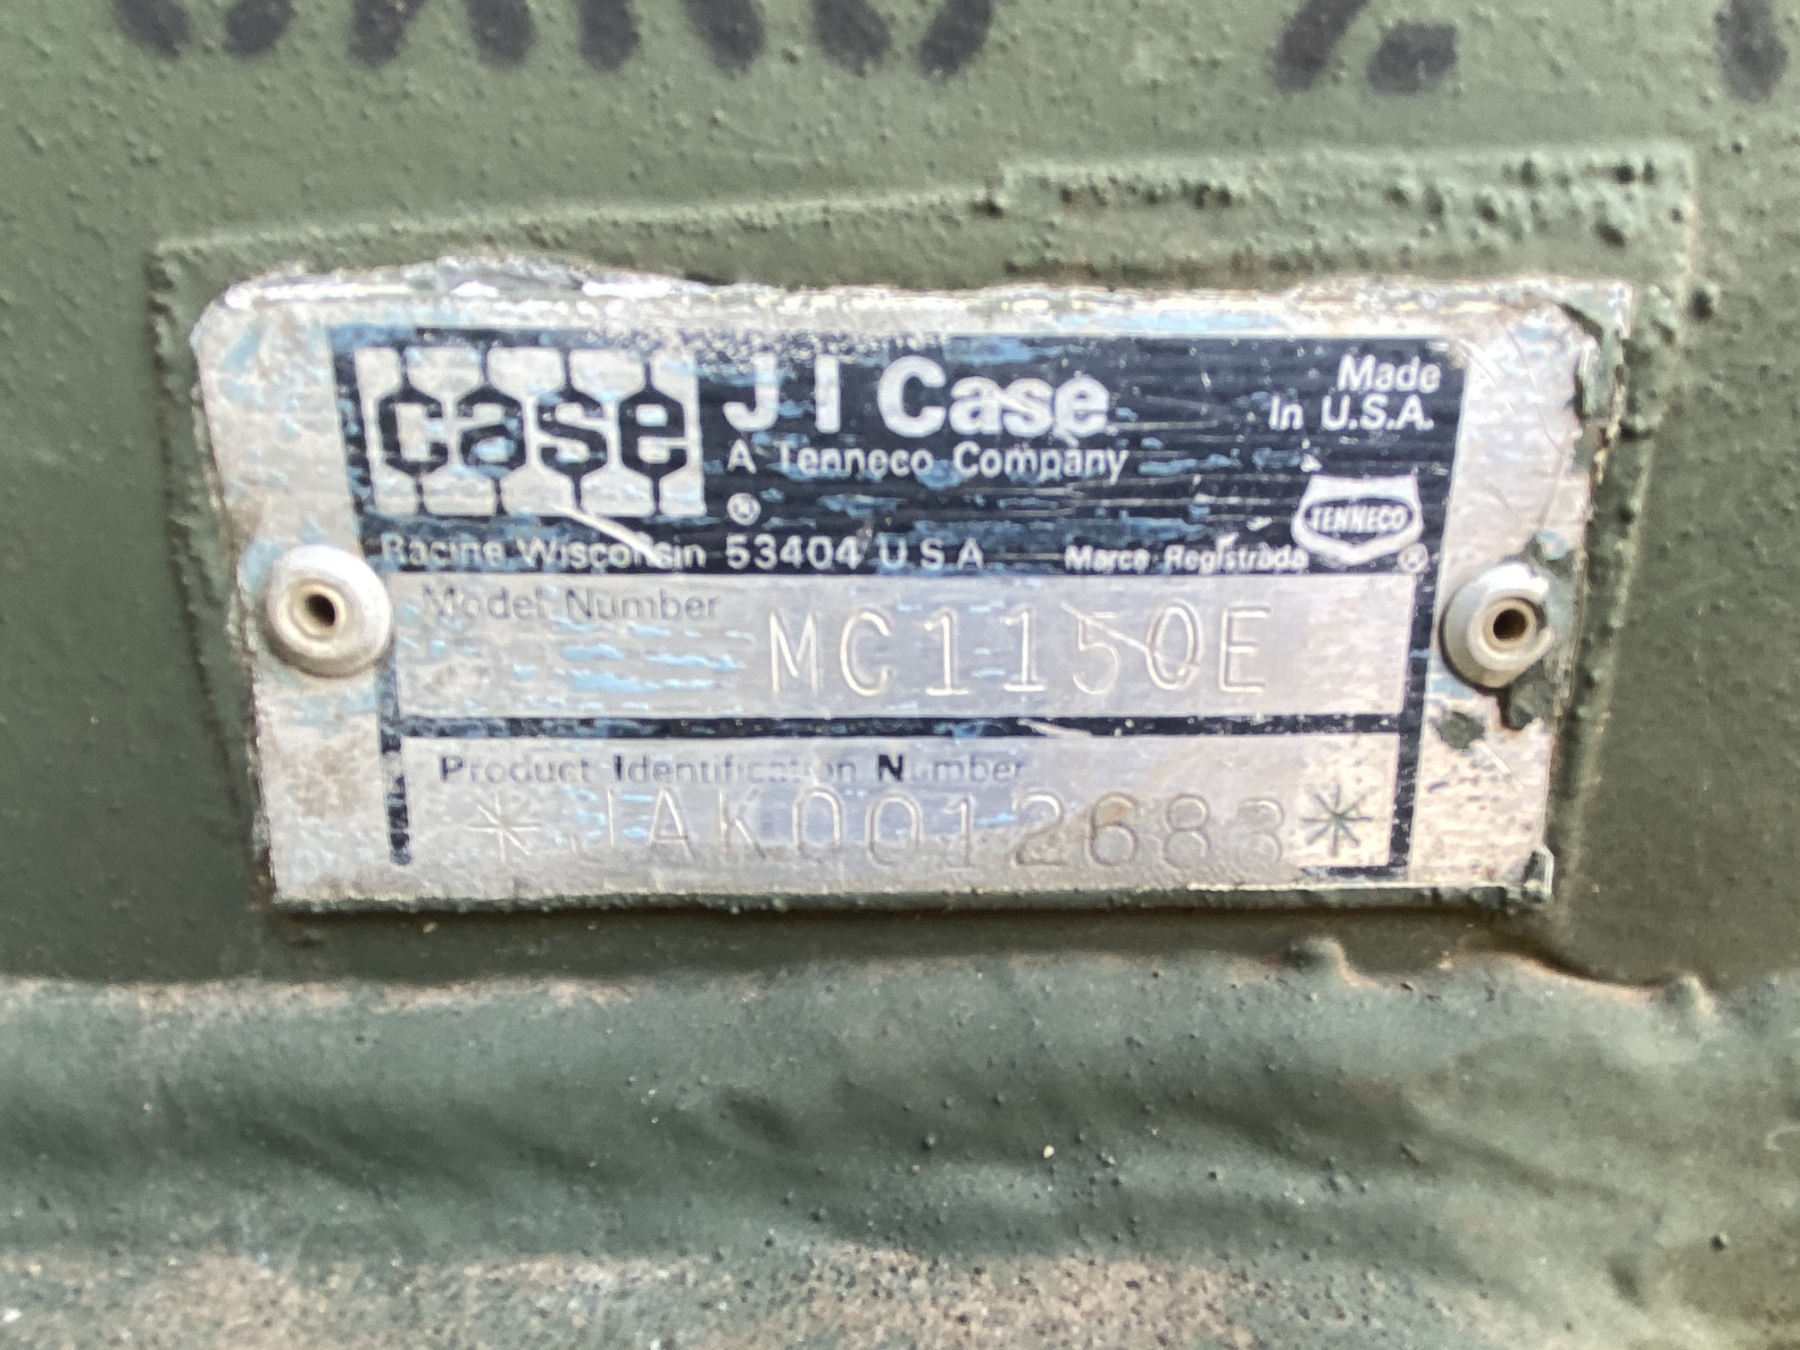 case
J I Case
A Tenneco Company
®
Made
In U.S.A.
TENNECO
®
Racine Wisconsin 53404 U S A
Marca Registrada
Model Number
MC1150E
Product Identification Number
*JAK0012683*